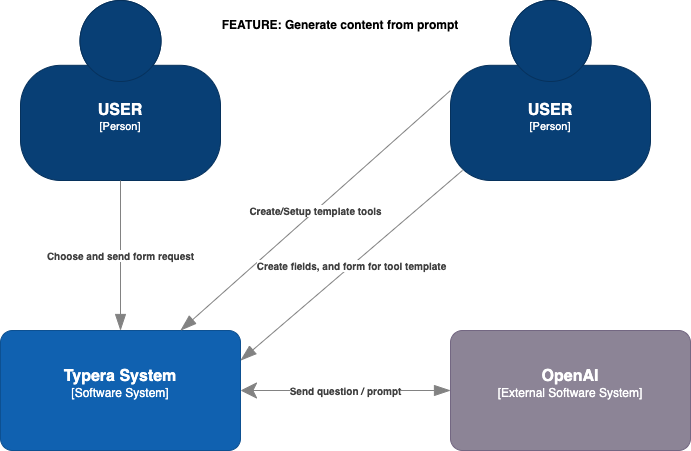 FEATURE: Generate content from prompt
USER
[Person]
USER
[Person]
Create/Setup template tools
Choose and send form request
Create fields, and form for tool template
Typera System
[Software System]
Send question / prompt
OpenAI
[External Software System]